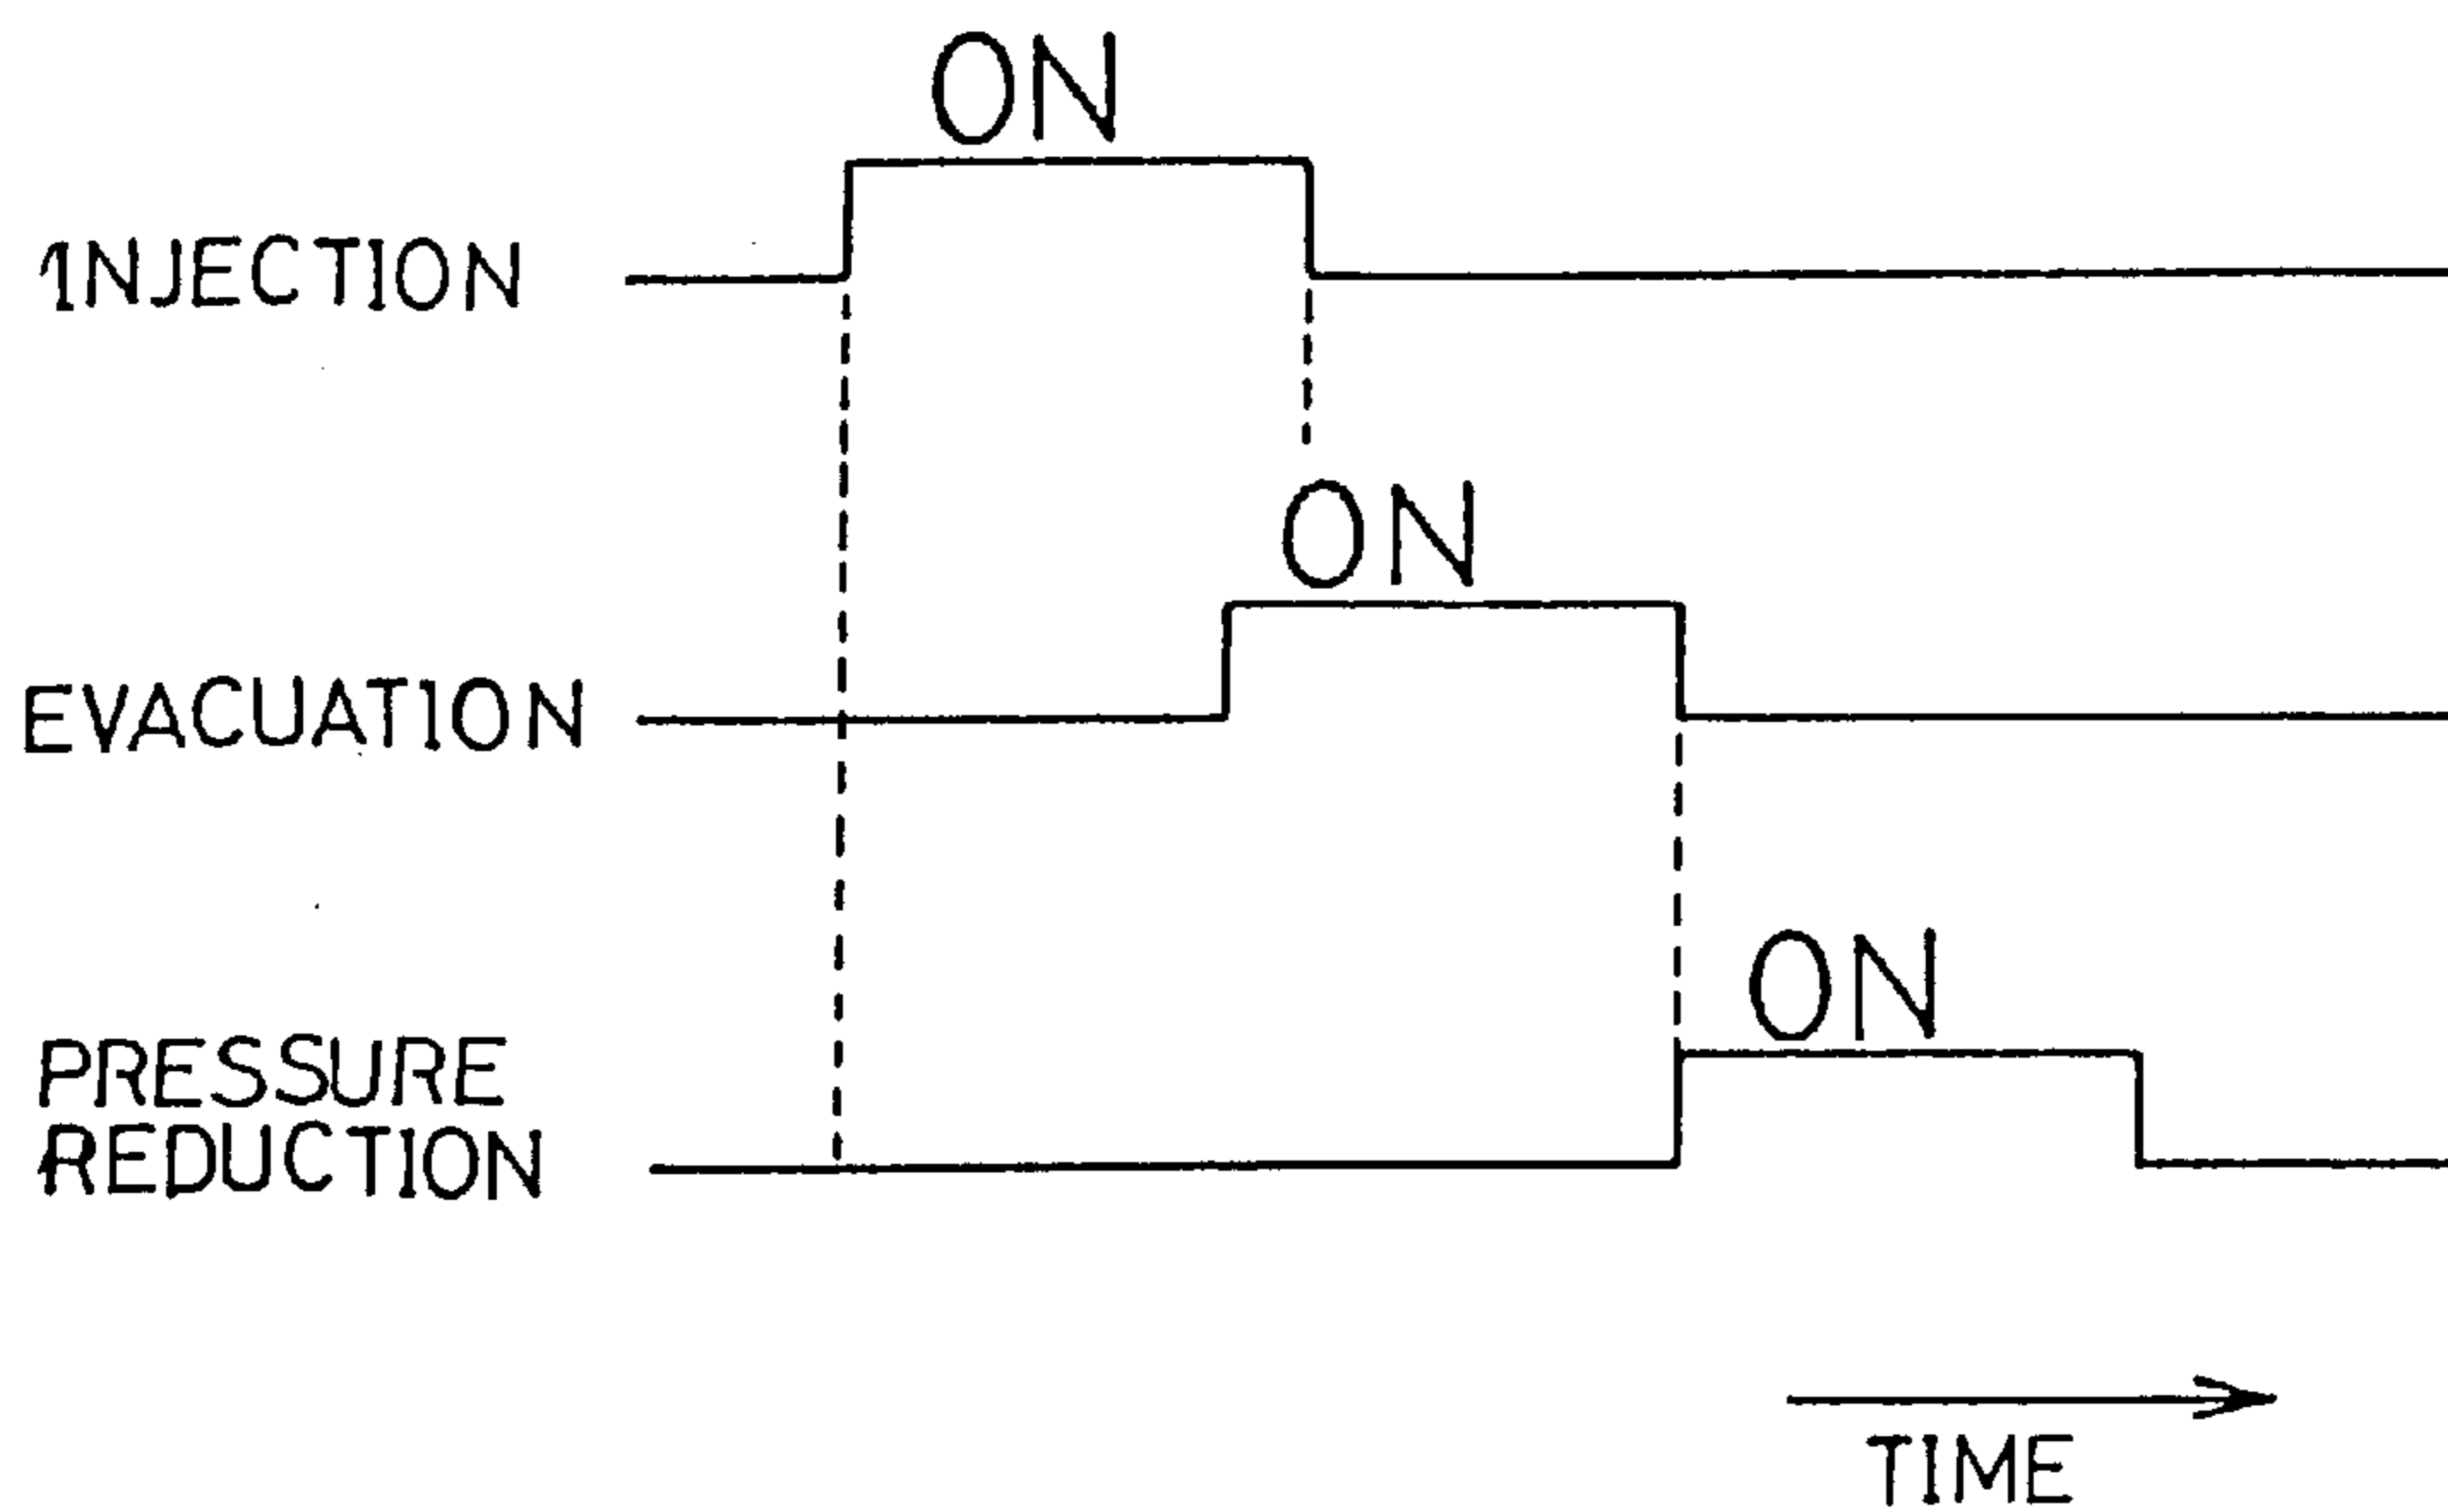 ON
INJECTION
ON
EVACUATION
ON
PRESSURE
REDUCTION
TIME